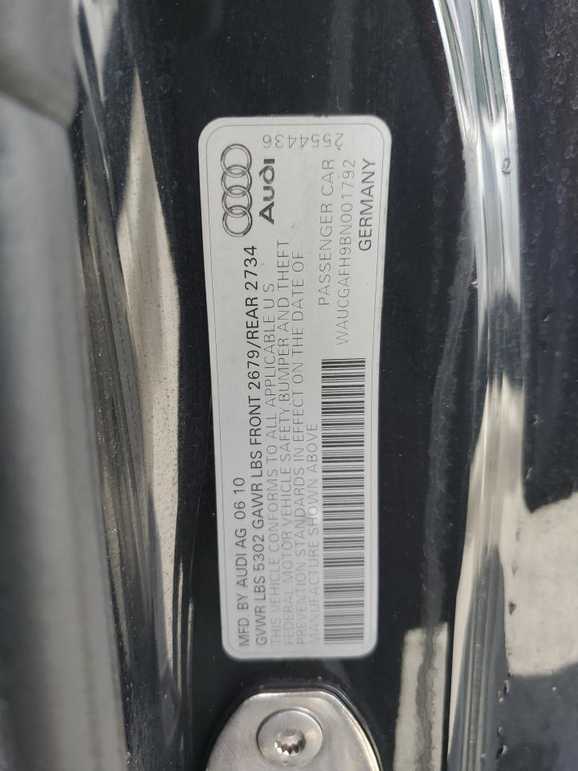 2554436
Audi
MFD BY AUDI AG 06 10
GVWR LBS 5302 GAWR LBS FRONT 2679/REAR 2734
THIS VEHICLE CONFORMS TO ALL APPLICABLE U S
FEDERAL MOTOR VEHICLE SAFETY BUMPER AND THEFT
PREVENTION STANDARDS IN EFFECT ON THE DATE OF
MANUFACTURE SHOWN ABOVE
PASSENGER CAR
WAUCGAFH9BN001792
GERMANY